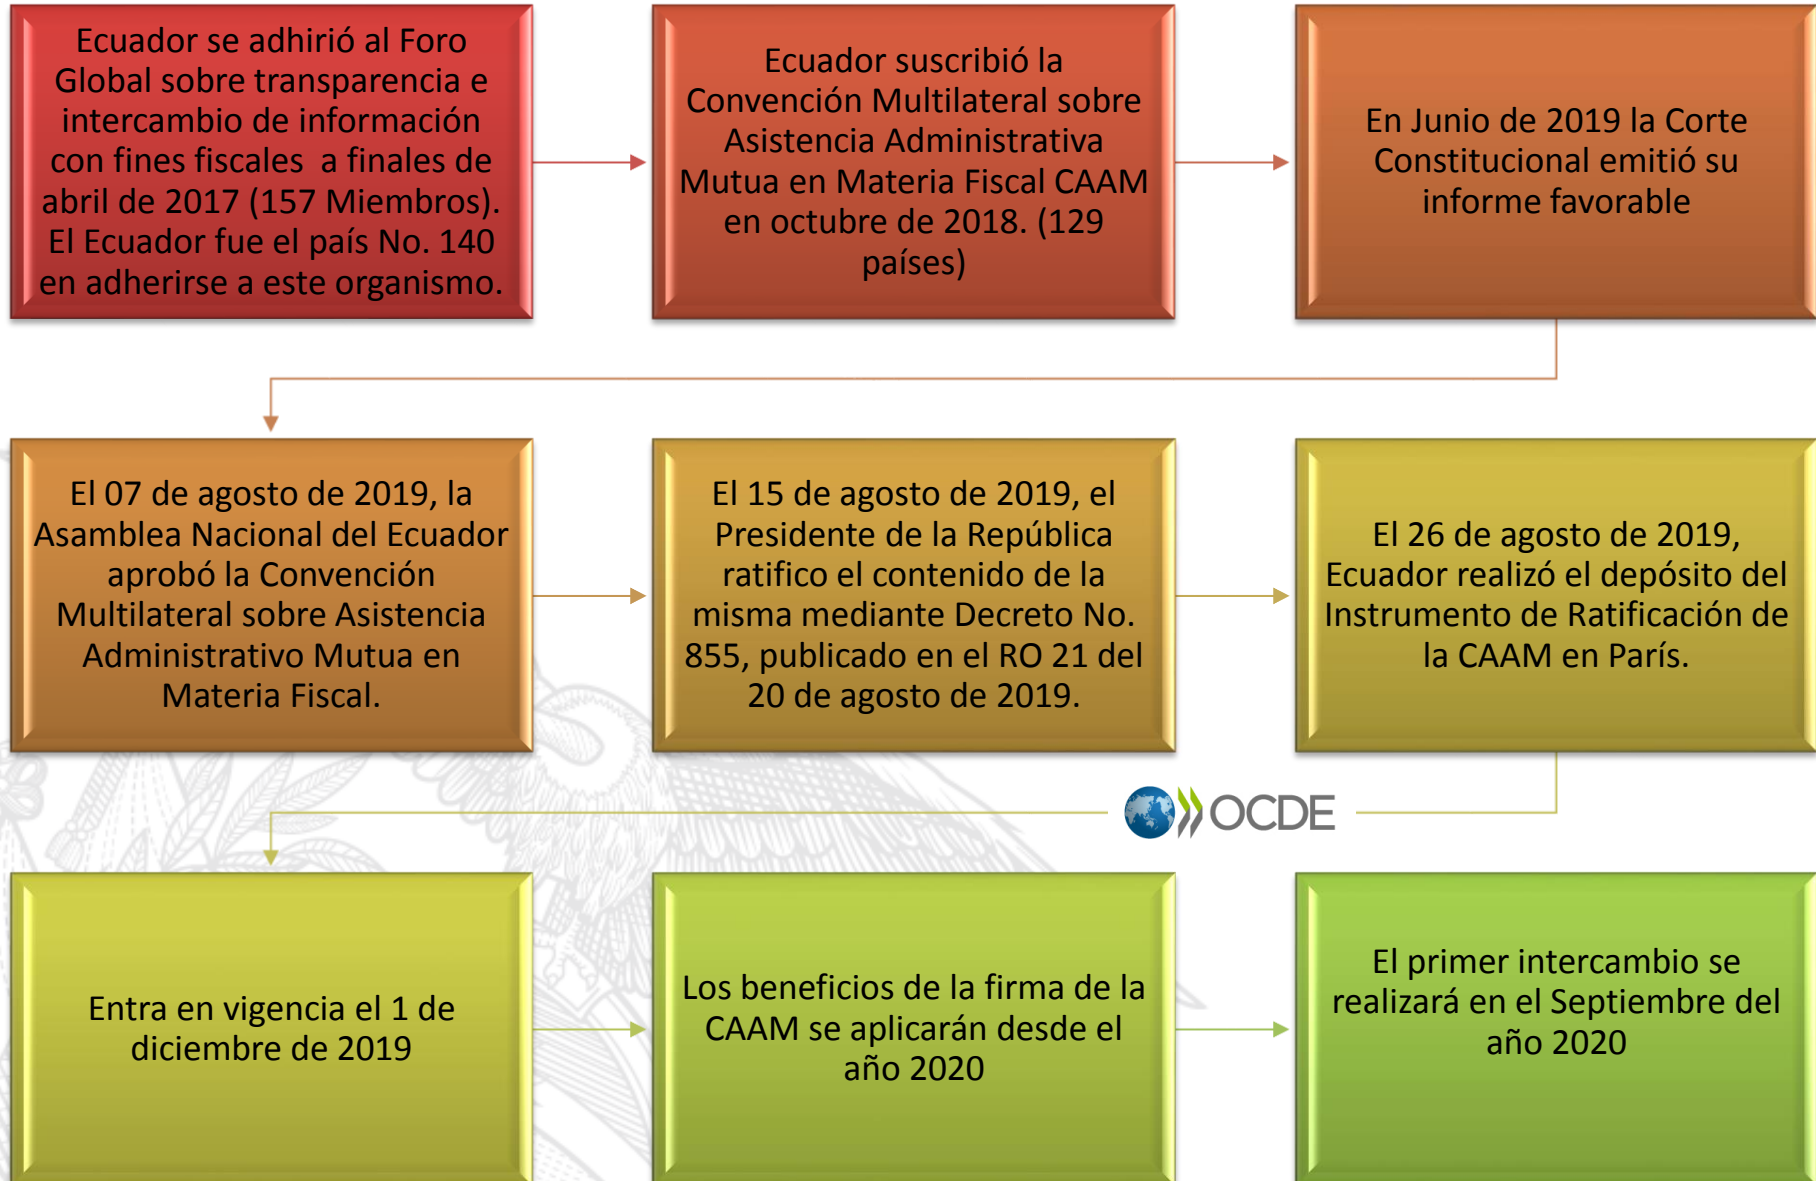 Ecuador se adhirió al Foro
Global sobre transparencia e
intercambio de información
con fines fiscales a finales de
abril de 2017 (157 Miembros).
El Ecuador fue el país No. 140
en adherirse a este organismo.
Ecuador suscribió la
Convención Multilateral sobre
Asistencia Administrativa
Mutua en Materia Fiscal CAAM
en octubre de 2018. (129
países)
En Junio de 2019 la Corte
Constitucional emitió su
informe favorable
El 07 de agosto de 2019, la
Asamblea Nacional del Ecuador
aprobó la Convención
Multilateral sobre Asistencia
Administrativo Mutua en
Materia Fiscal.
El 15 de agosto de 2019, el
Presidente de la República
ratifico el contenido de la
misma mediante Decreto No.
855, publicado en el RO 21 del
20 de agosto de 2019.
El 26 de agosto de 2019,
Ecuador realizó el depósito del
Instrumento de Ratificación de
la CAAM en París.
OCDE
Entra en vigencia el 1 de
diciembre de 2019
Los beneficios de la firma de la
CAAM se aplicarán desde el
año 2020
El primer intercambio se
realizará en el Septiembre del
año 2020